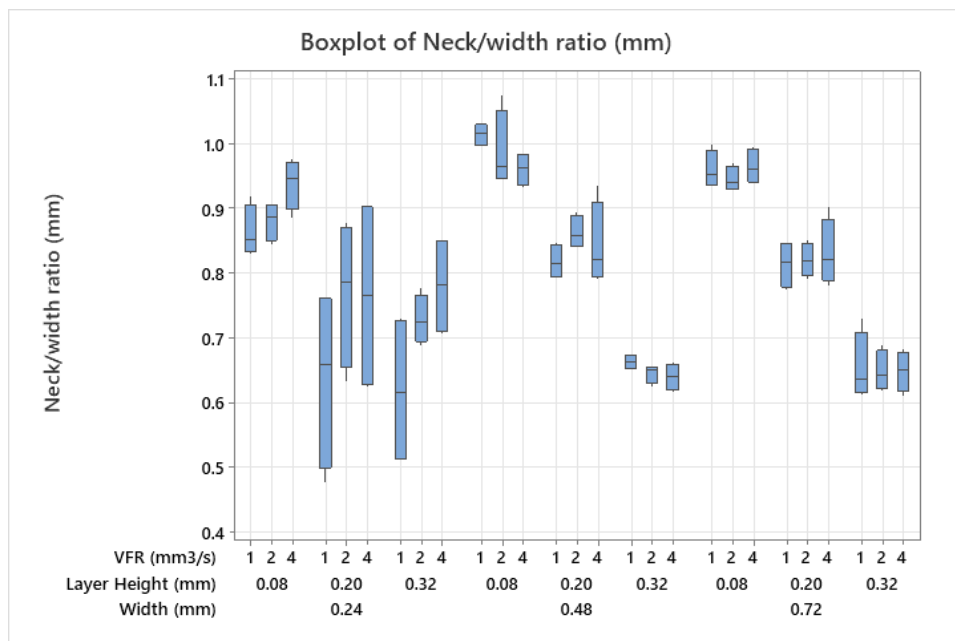 Boxplot of Neck/width ratio (mm)
Neck/width ratio (mm)
1.1
1.0
0.9
0.8
0.7
0.6
0.5
0.4
VFR (mm3/s) 1 2 4 1 2 4 1 2 4 1 2 4 1 2 4 1 2 4 1 2 4 1 2 4 1 2 4
Layer Height (mm) 0.08 0.20 0.32 0.08 0.20 0.32 0.08 0.20 0.32
Width (mm) 0.24 0.48 0.72